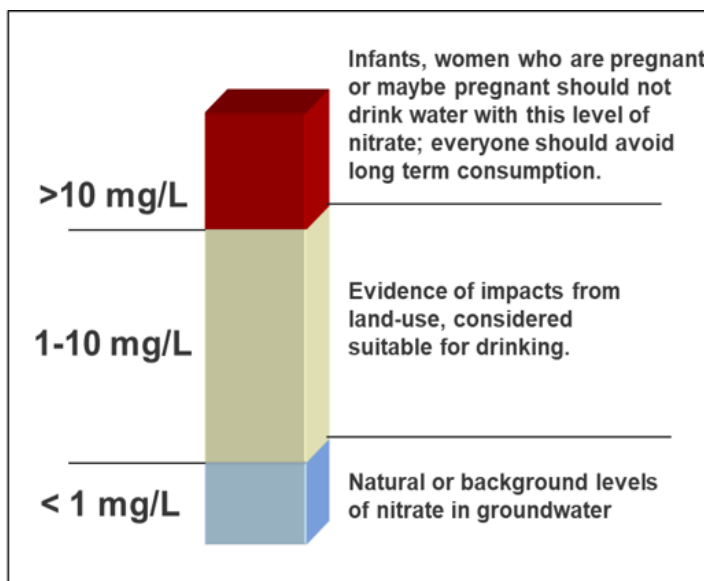 Infants, women who are pregnant
or maybe pregnant should not
drink water with this level of
nitrate; everyone should avoid
long term consumption.
>10 mg/L
Evidence of impacts from
land-use, considered
suitable for drinking.
1-10 mg/L
Natural or background levels
of nitrate in groundwater
< 1 mg/L